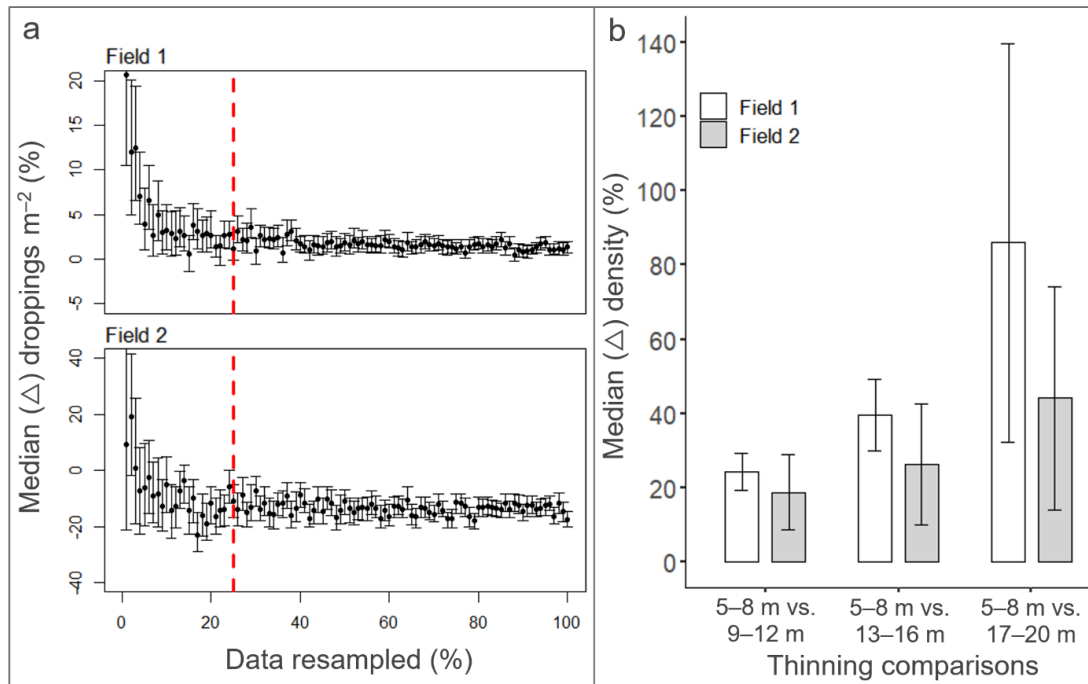 a
Field 1
20
15
10
5
0
−5
Field 2
40
20
0
−20
−40
0 20 40 60 80 100
Data resampled (%)
Median (△) droppings m⁻² (%)
b
140
120
100
80
60
40
20
0
Field 1
Field 2
Median (△) density (%)
5–8 m vs. 5–8 m vs. 5–8 m vs.
9–12 m 13–16 m 17–20 m
Thinning comparisons